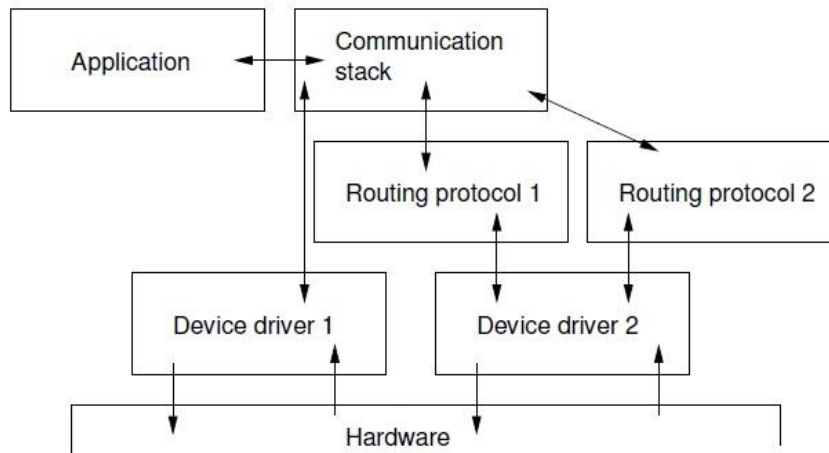 Application
Communication
stack
Routing protocol 1
Routing protocol 2
Device driver 1
Device driver 2
Hardware